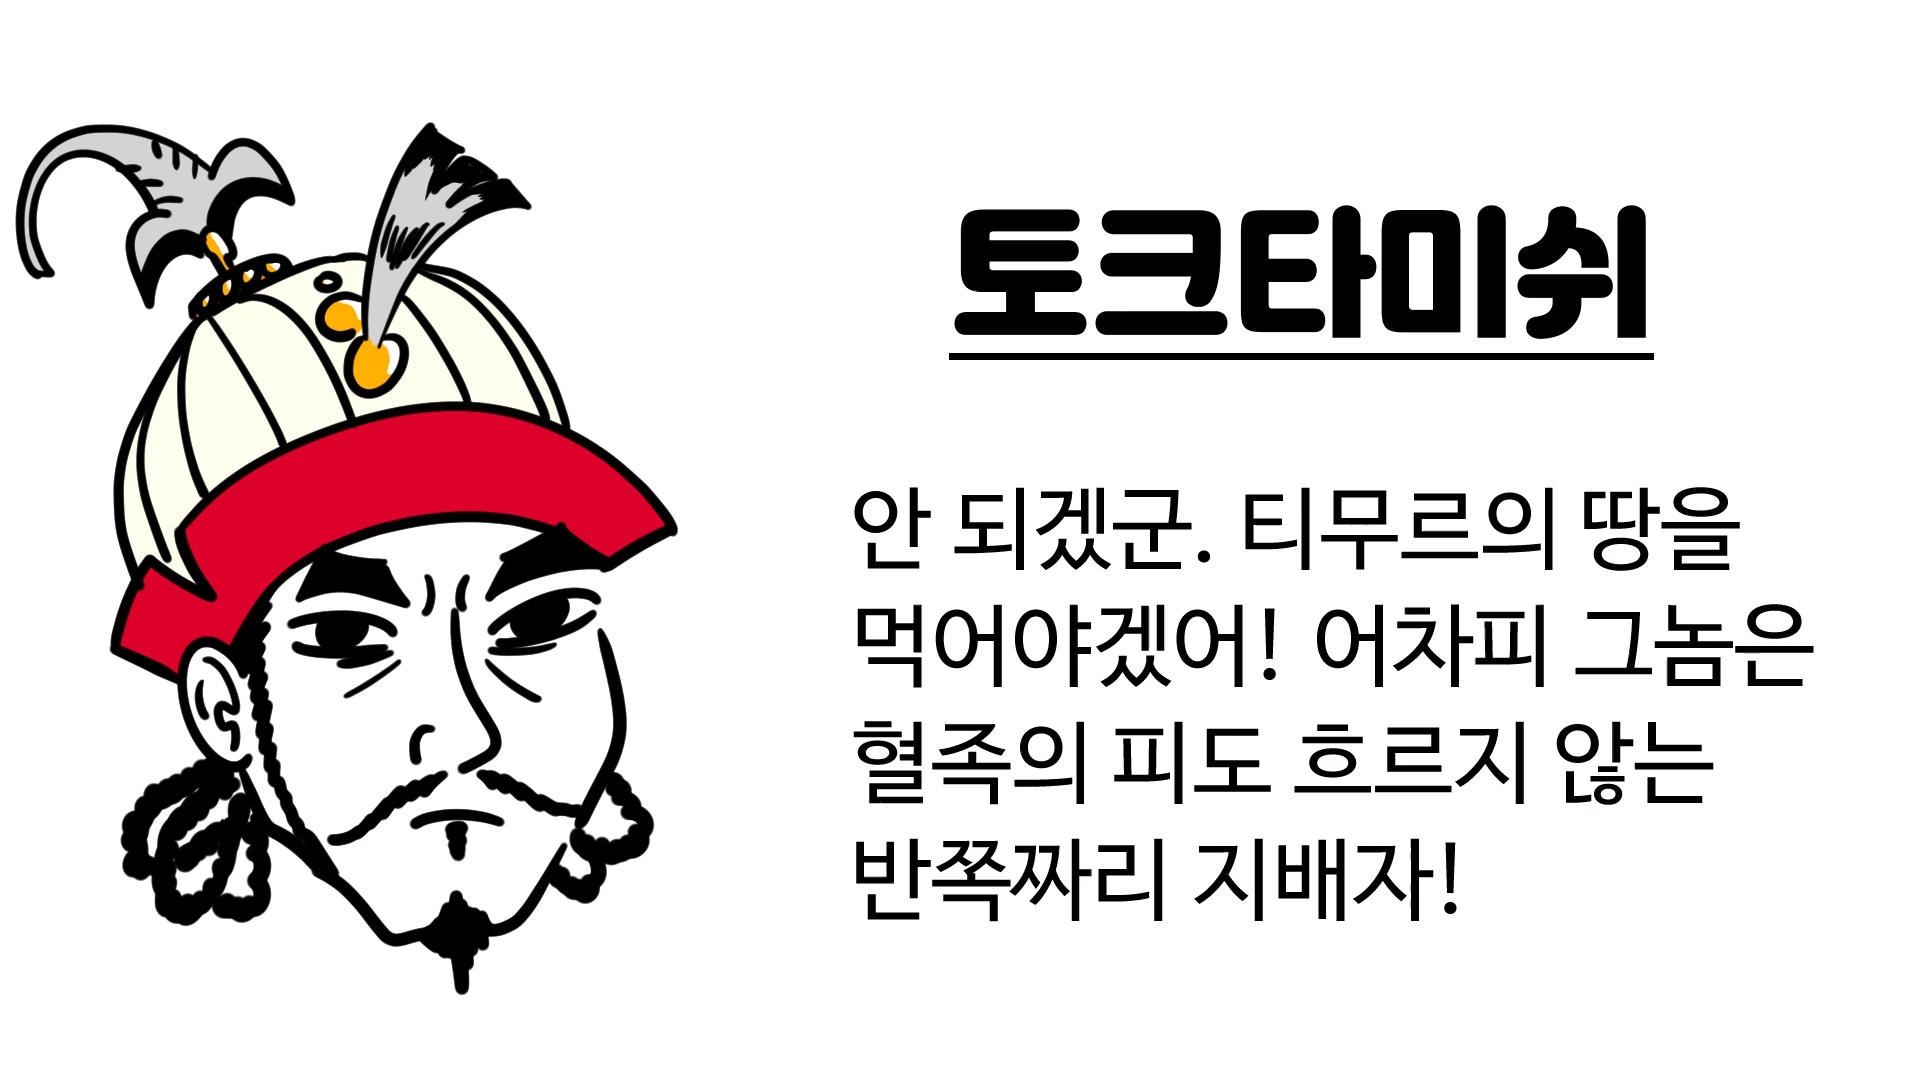 토크타미쉬
안 되겠군. 티무르의 땅을
먹어야겠어! 어차피 그놈은
혈족의 피도 흐르지 않는
반쪽짜리 지배자!